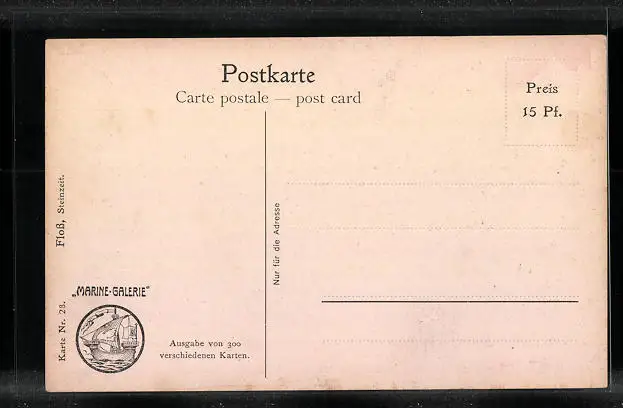 Postkarte
Carte postale — post card
Preis
15 Pf.
Nur für die Adresse
Floß, Steinzeit.
Karte Nr. 28.
„MARINE-GALERIE“
Ausgabe von 300
verschiedenen Karten.